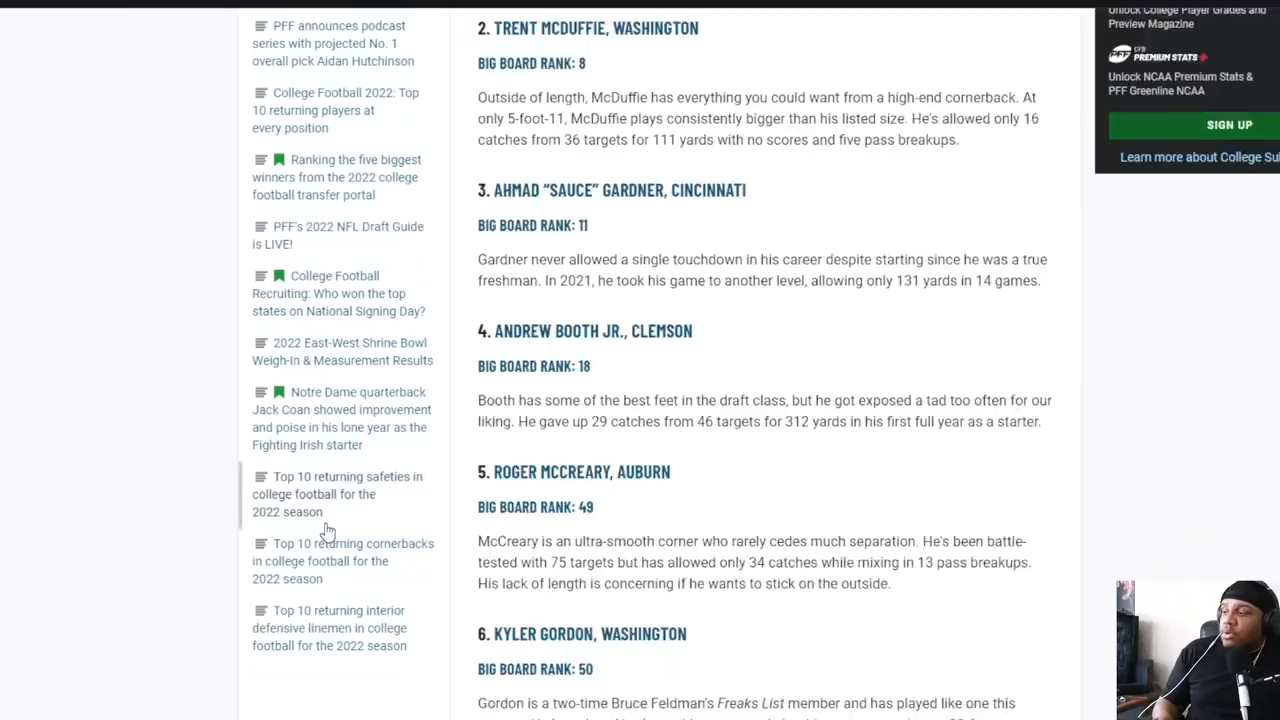 PFF announces podcast
series with projected No. 1
overall pick Aidan Hutchinson
College Football 2022: Top
10 returning players at
every position
Ranking the five biggest
winners from the 2022 college
football transfer portal
PFF's 2022 NFL Draft Guide
is LIVE!
College Football
Recruiting: Who won the top
states on National Signing Day?
2022 East-West Shrine Bowl
Weigh-In & Measurement Results
Notre Dame quarterback
Jack Coan showed improvement
and poise in his lone year as the
Fighting Irish starter
Top 10 returning safeties in
college football for the
2022 season
Top 10 returning cornerbacks
in college football for the
2022 season
Top 10 returning interior
defensive linemen in college
football for the 2022 season
2. TRENT MCDUFFIE, WASHINGTON
BIG BOARD RANK: 8
Outside of length, McDuffie has everything you could want from a high-end cornerback. At
only 5-foot-11, McDuffie plays consistently bigger than his listed size. He's allowed only 16
catches from 36 targets for 111 yards with no scores and five pass breakups.
3. AHMAD “SAUCE” GARDNER, CINCINNATI
BIG BOARD RANK: 11
Gardner never allowed a single touchdown in his career despite starting since he was a true
freshman. In 2021, he took his game to another level, allowing only 131 yards in 14 games.
4. ANDREW BOOTH JR., CLEMSON
BIG BOARD RANK: 18
Booth has some of the best feet in the draft class, but he got exposed a tad too often for our
liking. He gave up 29 catches from 46 targets for 312 yards in his first full year as a starter.
5. ROGER MCCREARY, AUBURN
BIG BOARD RANK: 49
McCreary is an ultra-smooth corner who rarely cedes much separation. He's been battle-
tested with 75 targets but has allowed only 34 catches while mixing in 13 pass breakups.
His lack of length is concerning if he wants to stick on the outside.
6. KYLER GORDON, WASHINGTON
BIG BOARD RANK: 50
Gordon is a two-time Bruce Feldman's Freaks List member and has played like one this
Unlock College Player Grades and
Preview Magazine
PFF PREMIUM STATS
Unlock NCAA Premium Stats &
PFF Greenline NCAA
SIGN UP
Learn more about College Su